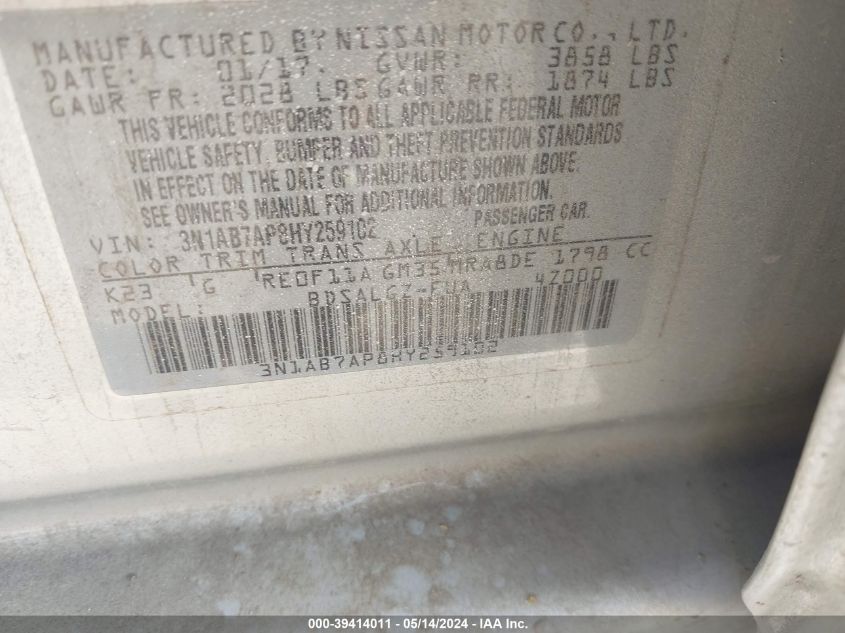 MANUFACTURED BY NISSAN MOTOR CO., LTD.
DATE: 01/17. GVWR: 3858 LBS
GAWR FR: 2028 LBS GAWR RR: 1874 LBS
THIS VEHICLE CONFORMS TO ALL APPLICABLE FEDERAL MOTOR
VEHICLE SAFETY, BUMPER AND THEFT PREVENTION STANDARDS
IN EFFECT ON THE DATE OF MANUFACTURE SHOWN ABOVE.
SEE OWNER'S MANUAL FOR ADDITIONAL INFORMATION.
VIN: 3N1AB7AP8HY259102 PASSENGER CAR.
COLOR TRIM TRANS AXLE ENGINE
K23 G RE0F11A GM35 MRA8DE 1798 CC
MODEL: BDSALGZ-EUA 4Z000
3N1AB7AP8HY259102
000-39414011 - 05/14/2024 - IAA Inc.